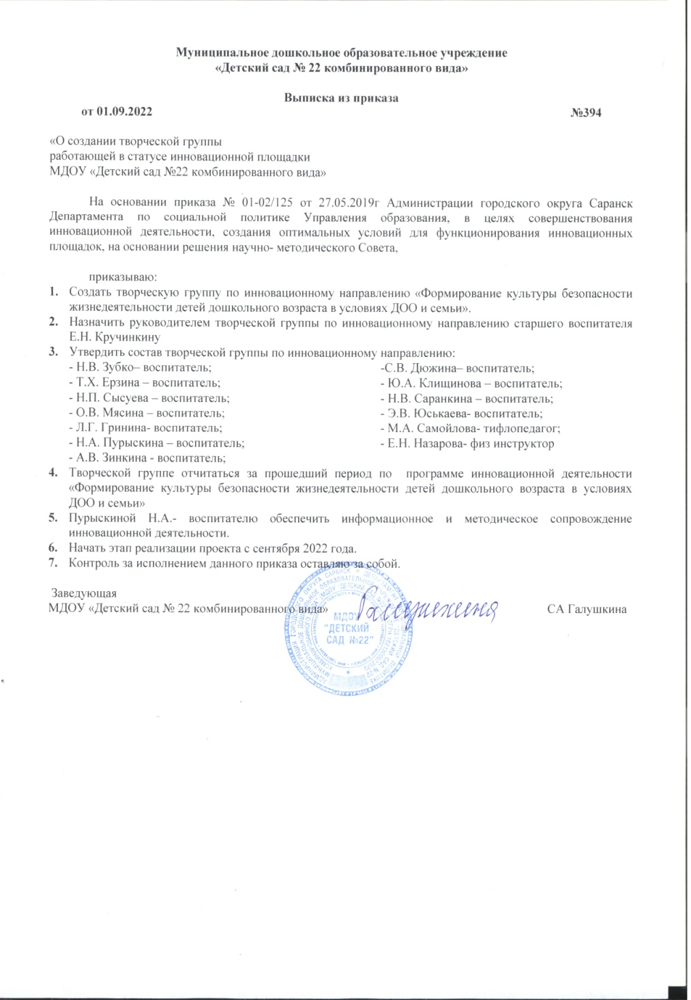 Муниципальное дошкольное образовательное учреждение
«Детский сад № 22 комбинированного вида»
Выписка из приказа
от 01.09.2022 №394
«О создании творческой группы
работающей в статусе инновационной площадки
МДОУ «Детский сад №22 комбинированного вида»
На основании приказа № 01-02/125 от 27.05.2019г Администрации городского округа Саранск
Департамента по социальной политике Управления образования, в целях совершенствования
инновационной деятельности, создания оптимальных условий для функционирования инновационных
площадок, на основании решения научно- методического Совета,
приказываю:
1. Создать творческую группу по инновационному направлению «Формирование культуры безопасности
жизнедеятельности детей дошкольного возраста в условиях ДОО и семьи».
2. Назначить руководителем творческой группы по инновационному направлению старшего воспитателя
Е.Н. Кручинкину
3. Утвердить состав творческой группы по инновационному направлению:
- Н.В. Зубко– воспитатель;
- Т.Х. Ерзина – воспитатель;
- Н.П. Сысуева – воспитатель;
- О.В. Мясина – воспитатель;
- Л.Г. Гринина- воспитатель;
- Н.А. Пурыскина – воспитатель;
- А.В. Зинкина - воспитатель;
-С.В. Дюжина– воспитатель;
- Ю.А. Клищинова – воспитатель;
- Н.В. Саранкина – воспитатель;
- Э.В. Юськаева- воспитатель;
- М.А. Самойлова- тифлопедагог;
- Е.Н. Назарова- физ инструктор
4. Творческой группе отчитаться за прошедший период по программе инновационной деятельности
«Формирование культуры безопасности жизнедеятельности детей дошкольного возраста в условиях
ДОО и семьи»
5. Пурыскиной Н.А.- воспитателю обеспечить информационное и методическое сопровождение
инновационной деятельности.
6. Начать этап реализации проекта с сентября 2022 года.
7. Контроль за исполнением данного приказа оставляю за собой.
Заведующая
МДОУ «Детский сад № 22 комбинированного вида» СА Галушкина
МДОУ
"ДЕТСКИЙ
САД №22"